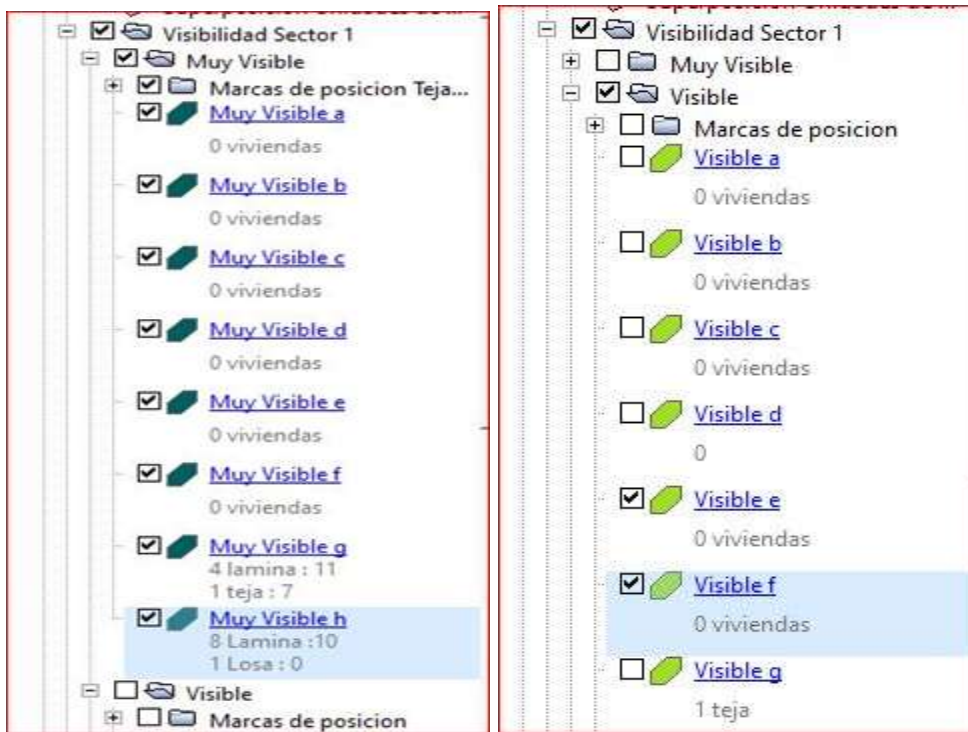 Visibilidad Sector 1
Muy Visible
Marcas de posicion Teja...
Muy Visible a
0 viviendas
Muy Visible b
0 viviendas
Muy Visible c
0 viviendas
Muy Visible d
0 viviendas
Muy Visible e
0 viviendas
Muy Visible f
0 viviendas
Muy Visible g
4 lamina : 11
1 teja : 7
Muy Visible h
8 Lamina :10
1 Losa : 0
Visible
Marcas de posicion
Visibilidad Sector 1
Muy Visible
Visible
Marcas de posicion
Visible a
0 viviendas
Visible b
0 viviendas
Visible c
0 viviendas
Visible d
0
Visible e
0 viviendas
Visible f
0 viviendas
Visible g
1 teja